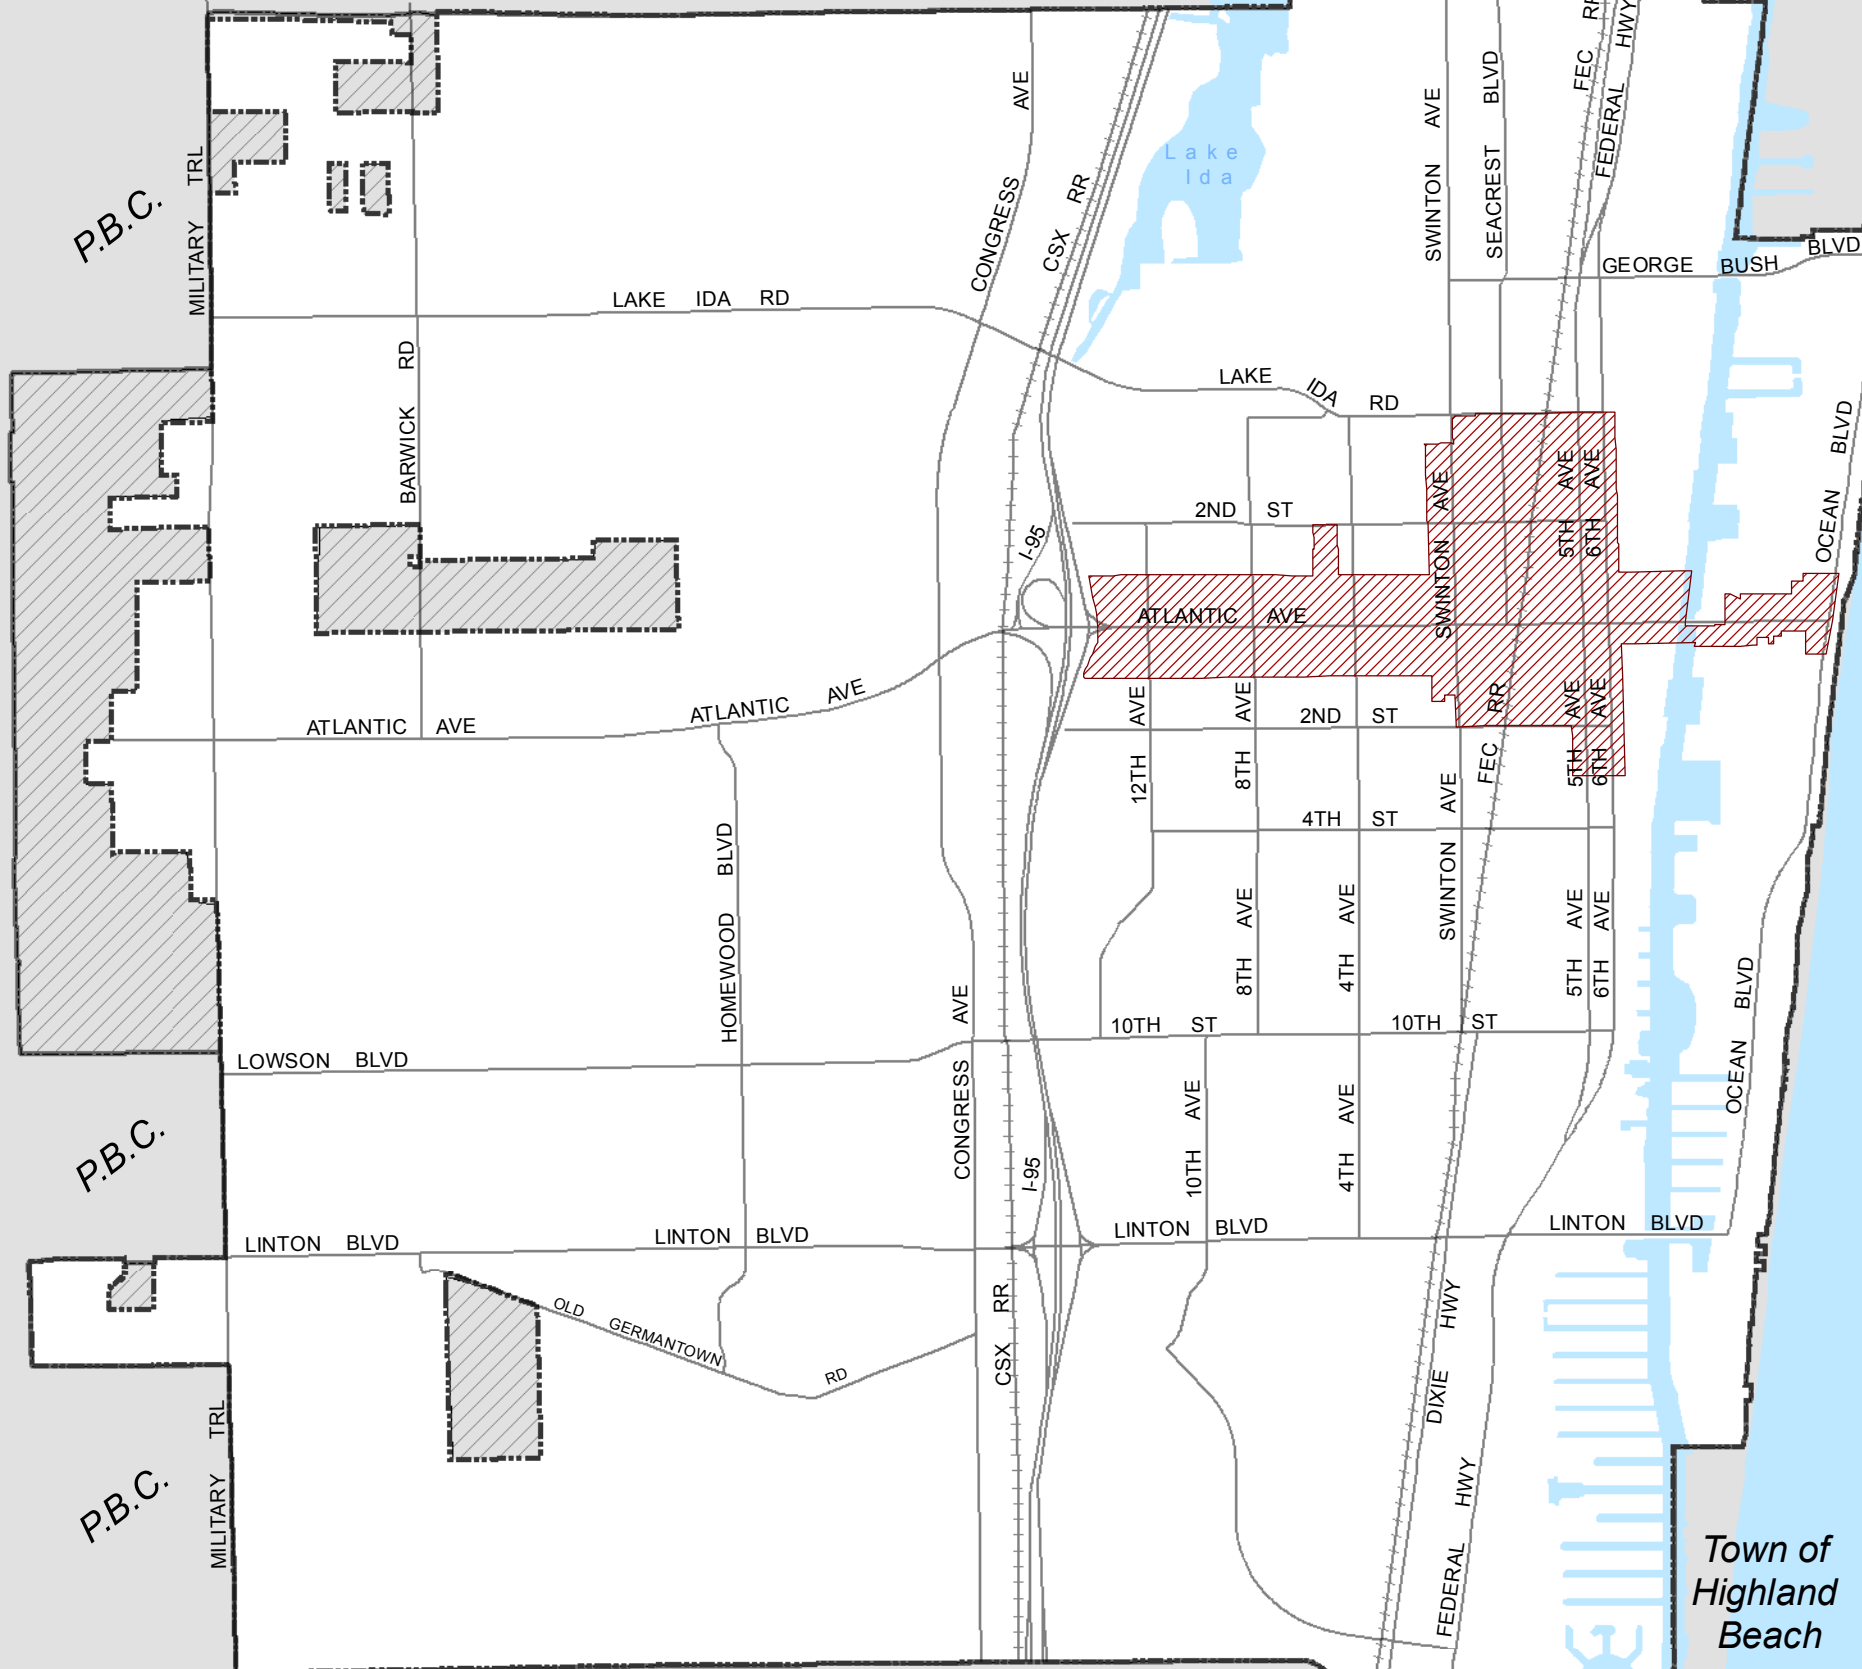 RR
HWY
FEC
FEDERAL
AVE
SWINTON
BLVD
SEACREST
AVE
CONGRESS
RR
CSX
Lake
Ida
TRL
MILITARY
P.B.C.
GEORGE BUSH BLVD
LAKE IDA RD
RD
BARWICK
LAKE IDA RD
BLVD
OCEAN
AVE
SWINTON
AVE
5TH
AVE
6TH
2ND ST
I-95
ATLANTIC AVE
ATLANTIC AVE
ATLANTIC AVE
AVE
12TH
AVE
8TH
2ND ST
RR
FEC
AVE
5TH
AVE
6TH
AVE
SWINTON
4TH ST
BLVD
HOMEWOOD
AVE
8TH
AVE
4TH
AVE
5TH
AVE
6TH
BLVD
OCEAN
AVE
CONGRESS
10TH ST
10TH ST
LOWSON BLVD
P.B.C.
I-95
AVE
10TH
AVE
4TH
LINTON BLVD
LINTON BLVD
LINTON BLVD
LINTON BLVD
OLD GERMANTOWN RD
RR
CSX
HWY
DIXIE
HWY
FEDERAL
TRL
MILITARY
P.B.C.
Town of
Highland
Beach